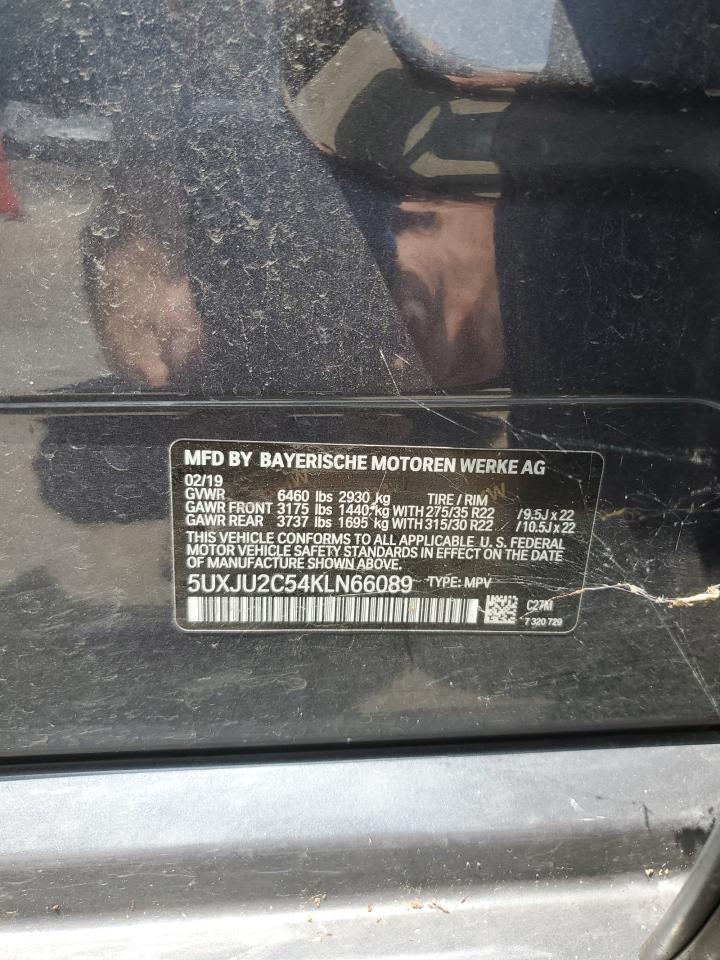 MFD BY BAYERISCHE MOTOREN WERKE AG
02/19
GVWR 6460 lbs 2930 kg TIRE / RIM
GAWR FRONT 3175 lbs 1440 kg WITH 275/35 R22 /9.5J x 22
GAWR REAR 3737 lbs 1695 kg WITH 315/30 R22 /10.5J x 22
THIS VEHICLE CONFORMS TO ALL APPLICABLE U. S. FEDERAL
MOTOR VEHICLE SAFETY STANDARDS IN EFFECT ON THE DATE
OF MANUFACTURE SHOWN ABOVE.
5UXJU2C54KLN66089 TYPE: MPV
C27M
7 320 729